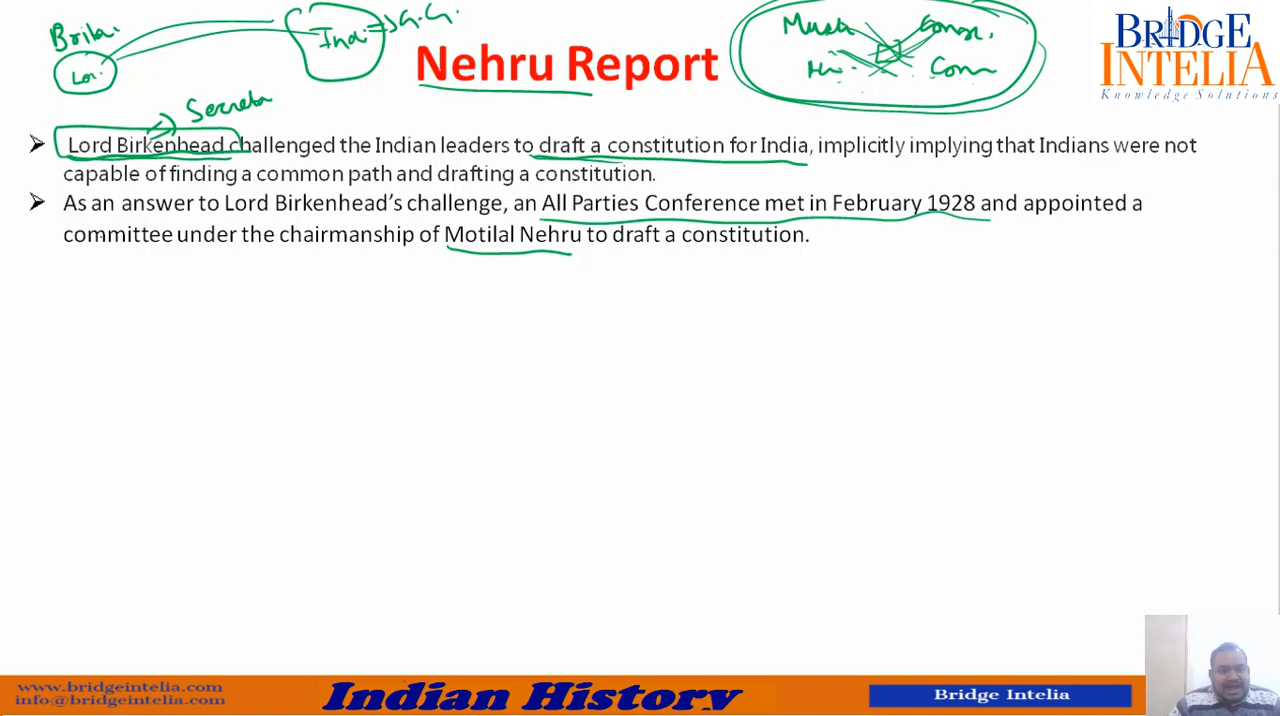 Nehru Report
BRIDGE
INTELIA
Knowledge Solutions
➢ Lord Birkenhead challenged the Indian leaders to draft a constitution for India, implicitly implying that Indians were not
capable of finding a common path and drafting a constitution.
➢ As an answer to Lord Birkenhead’s challenge, an All Parties Conference met in February 1928 and appointed a
committee under the chairmanship of Motilal Nehru to draft a constitution.
www.bridgeintelia.com
info@bridgeintelia.com
Indian History
Bridge Intelia